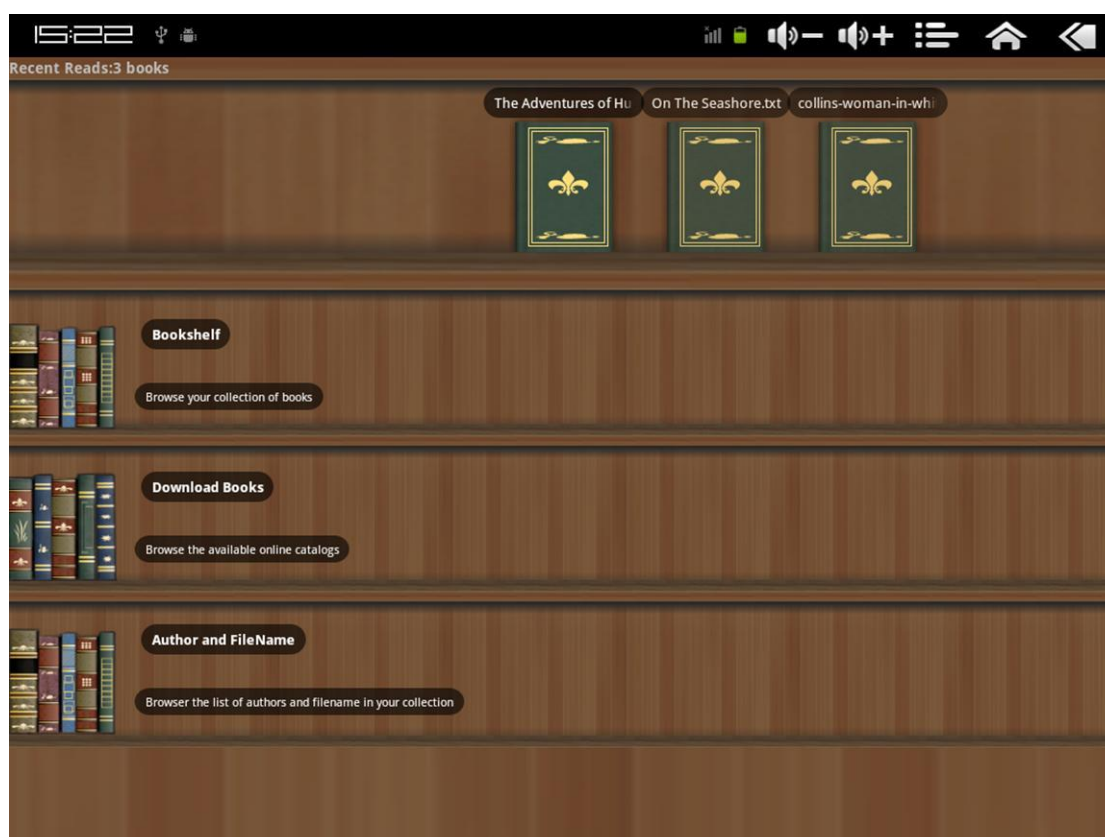 15:22
Recent Reads:3 books
The Adventures of Hu
On The Seashore.txt
collins-woman-in-whi
Bookshelf
Browse your collection of books
Download Books
Browse the available online catalogs
Author and FileName
Browser the list of authors and filename in your collection